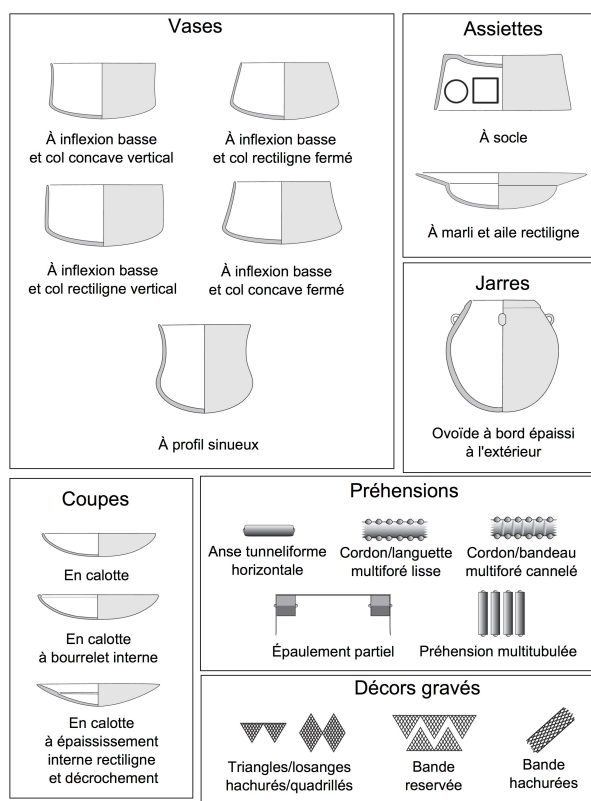 Vases
À inflexion basse
et col concave vertical
À inflexion basse
et col rectiligne fermé
À inflexion basse
et col rectiligne vertical
À inflexion basse
et col concave fermé
À profil sinueux
Assiettes
À socle
À marli et aile rectiligne
Jarres
Ovoïde à bord épaissi
à l'extérieur
Coupes
En calotte
En calotte
à bourrelet interne
En calotte
à épaississement
interne rectiligne
et décrochement
Préhensions
Anse tunneliforme
horizontale
Cordon/languette
multiforé lisse
Cordon/bandeau
multiforé cannelé
Épaulement partiel
Préhension multitubulée
Décors gravés
Triangles/losanges
hachurés/quadrillés
Bande
reservée
Bande
hachurées